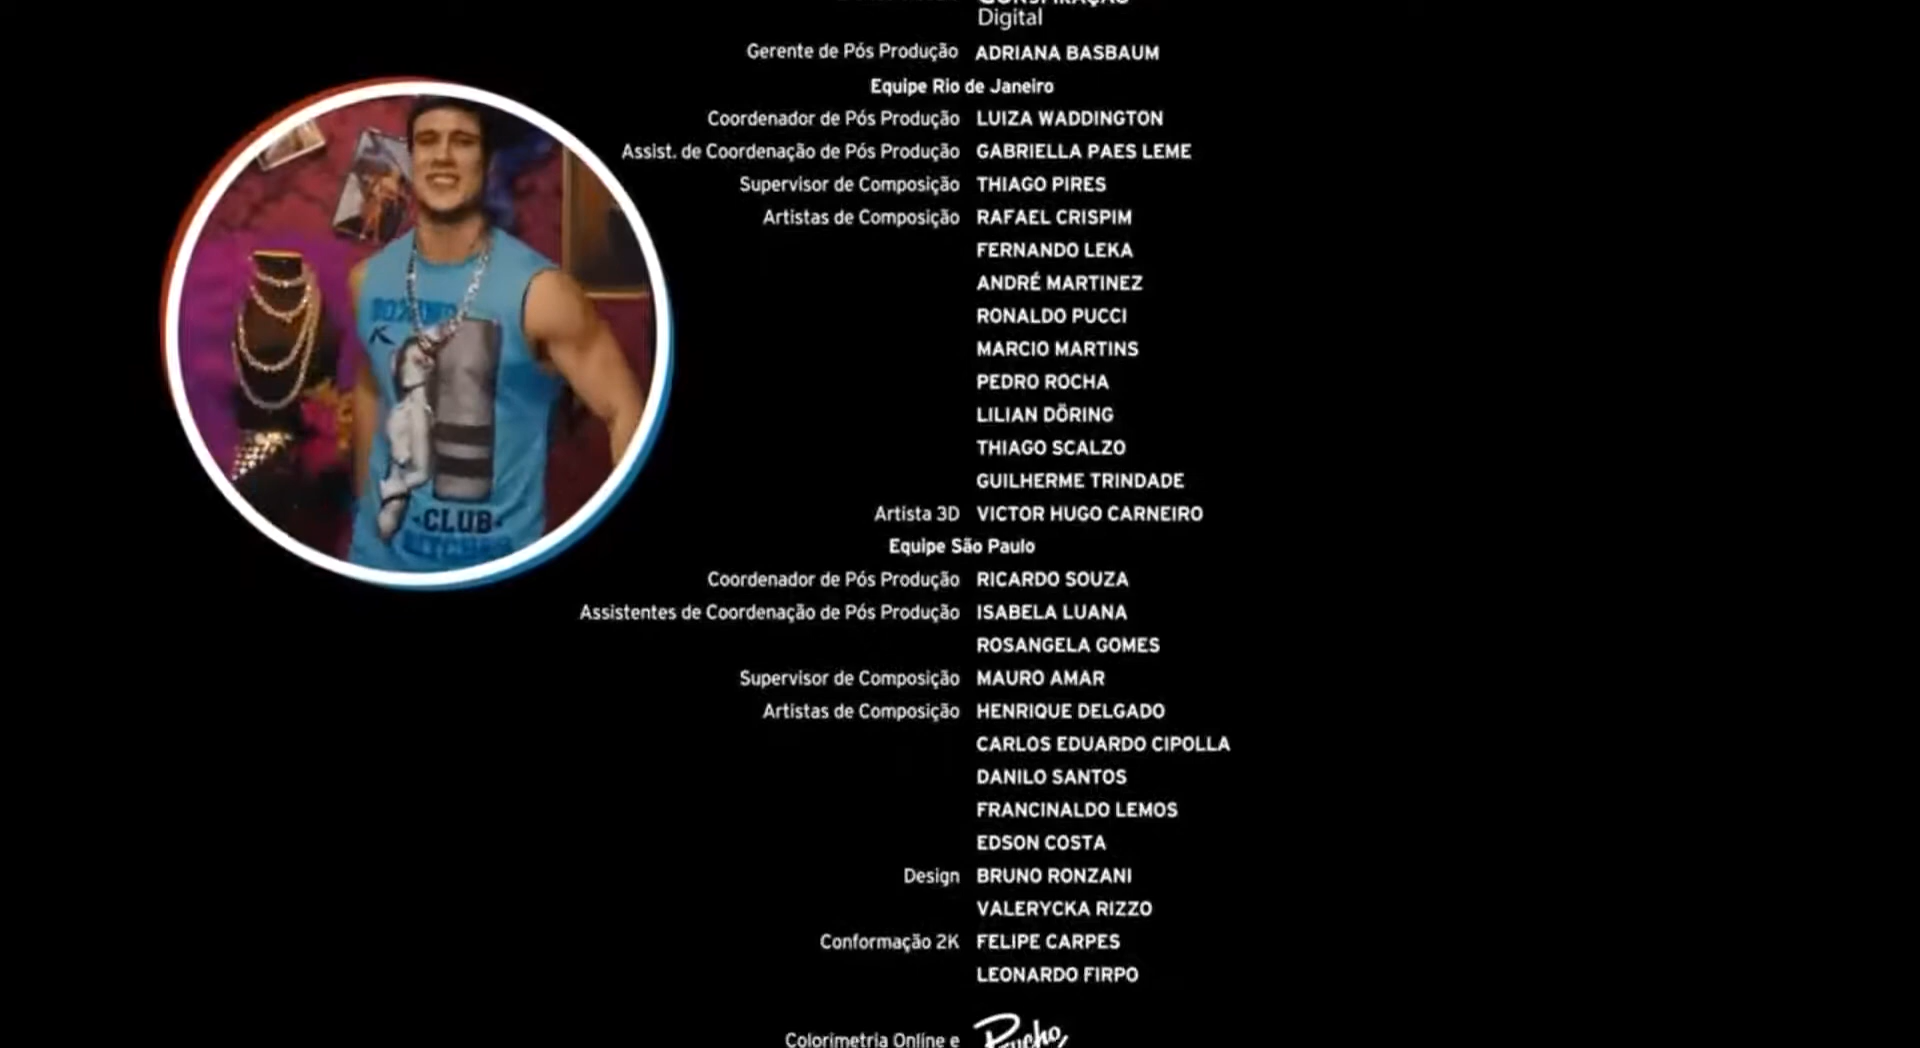 Digital
Gerente de Pós Produção ADRIANA BASBAUM
Equipe Rio de Janeiro
Coordenador de Pós Produção LUIZA WADDINGTON
Assist. de Coordenação de Pós Produção GABRIELLA PAES LEME
Supervisor de Composição THIAGO PIRES
Artistas de Composição RAFAEL CRISPIM
FERNANDO LEKA
ANDRÉ MARTINEZ
RONALDO PUCCI
MARCIO MARTINS
PEDRO ROCHA
LILIAN DÖRING
THIAGO SCALZO
GUILHERME TRINDADE
Artista 3D VICTOR HUGO CARNEIRO
Equipe São Paulo
Coordenador de Pós Produção RICARDO SOUZA
Assistentes de Coordenação de Pós Produção ISABELA LUANA
ROSANGELA GOMES
Supervisor de Composição MAURO AMAR
Artistas de Composição HENRIQUE DELGADO
CARLOS EDUARDO CIPOLLA
DANILO SANTOS
FRANCINALDO LEMOS
EDSON COSTA
Design BRUNO RONZANI
VALERYCKA RIZZO
Conformação 2K FELIPE CARPES
LEONARDO FIRPO
Colorimetria Online e
CLUB